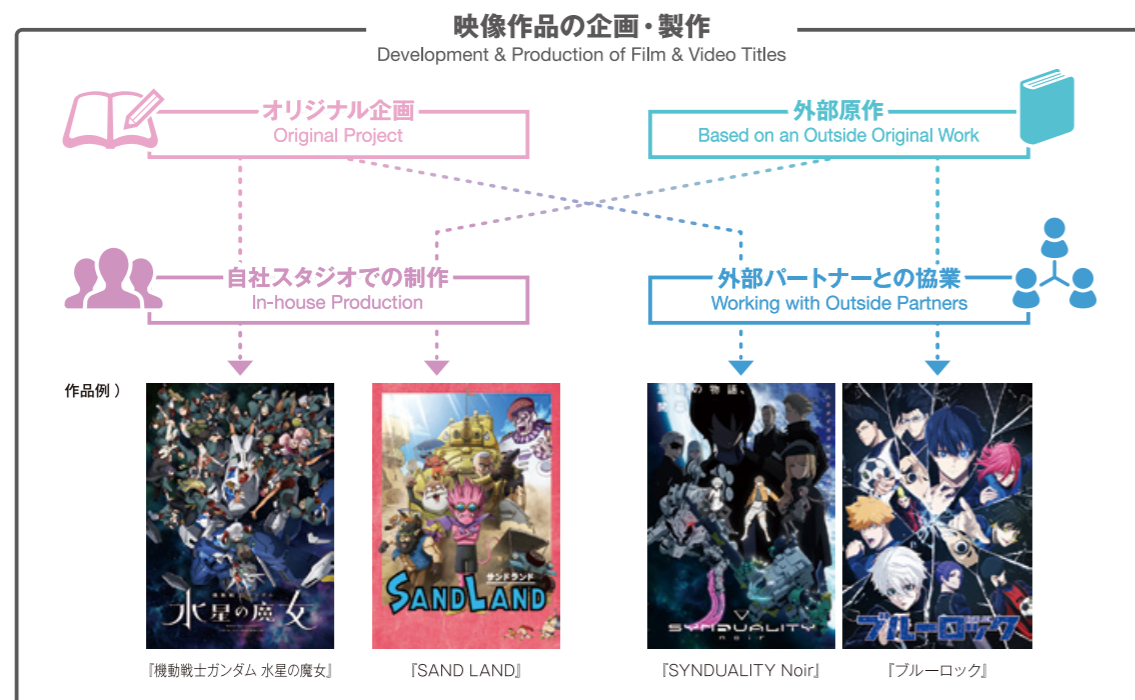 映像作品の企画・製作
Development & Production of Film & Video Titles
オリジナル企画
Original Project
外部原作
Based on an Outside Original Work
自社スタジオでの制作
In-house Production
外部パートナーとの協業
Working with Outside Partners
作品例 )
水星の魔女
サンドランド
SANDLAND
SYNDUALITY
noir
ブルーロック
『機動戦士ガンダム 水星の魔女』
『SAND LAND』
『SYNDUALITY Noir』
『ブルーロック』